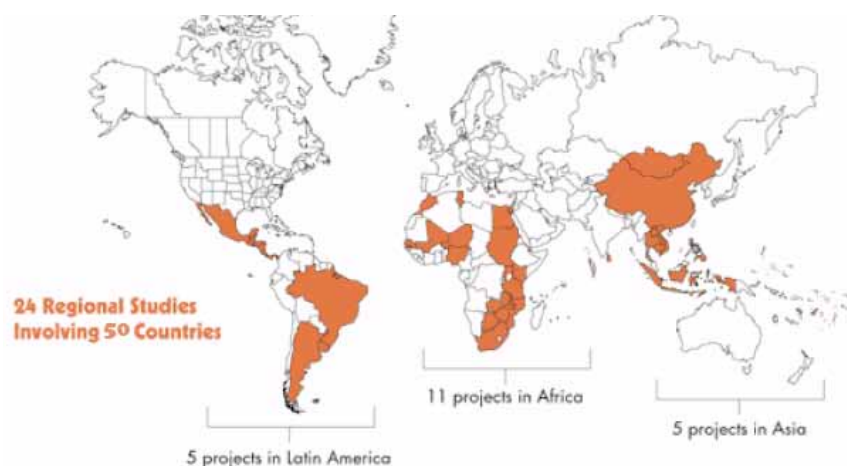 24 Regional Studies
Involving 50 Countries
11 projects in Africa
5 projects in Asia
5 projects in Latin America